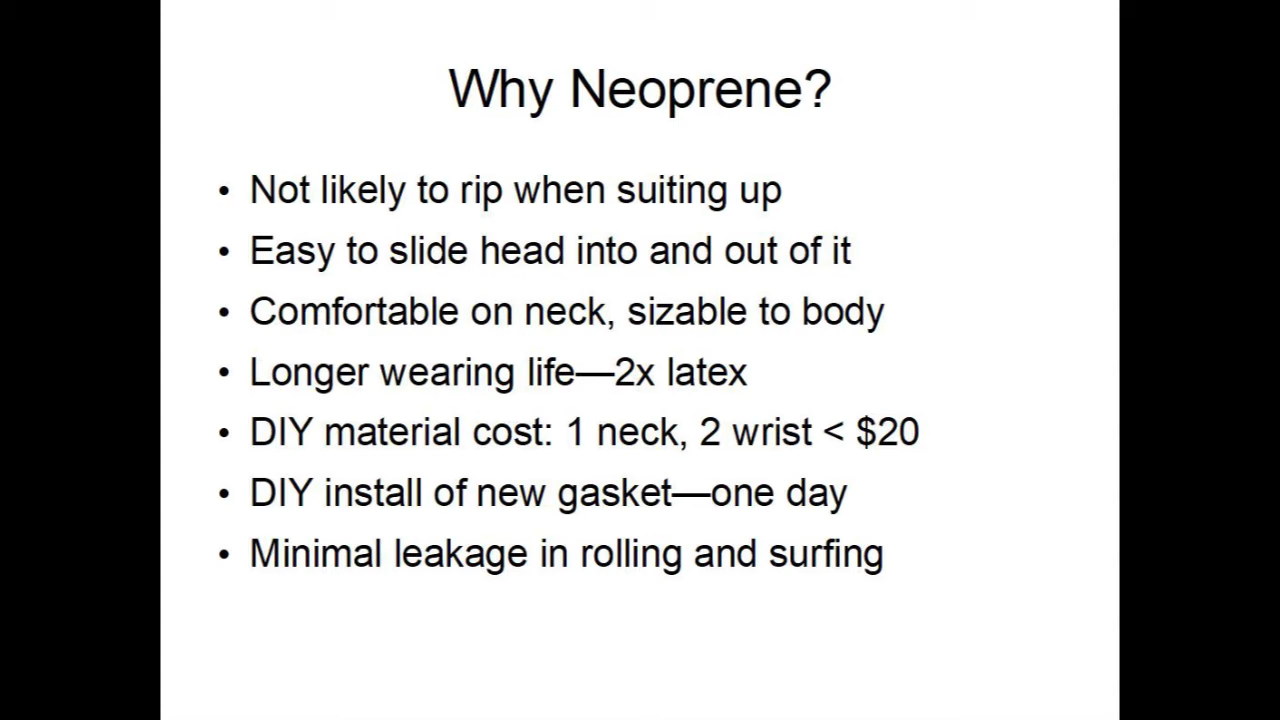 Why Neoprene?
• Not likely to rip when suiting up
• Easy to slide head into and out of it
• Comfortable on neck, sizable to body
• Longer wearing life—2x latex
• DIY material cost: 1 neck, 2 wrist < $20
• DIY install of new gasket—one day
• Minimal leakage in rolling and surfing